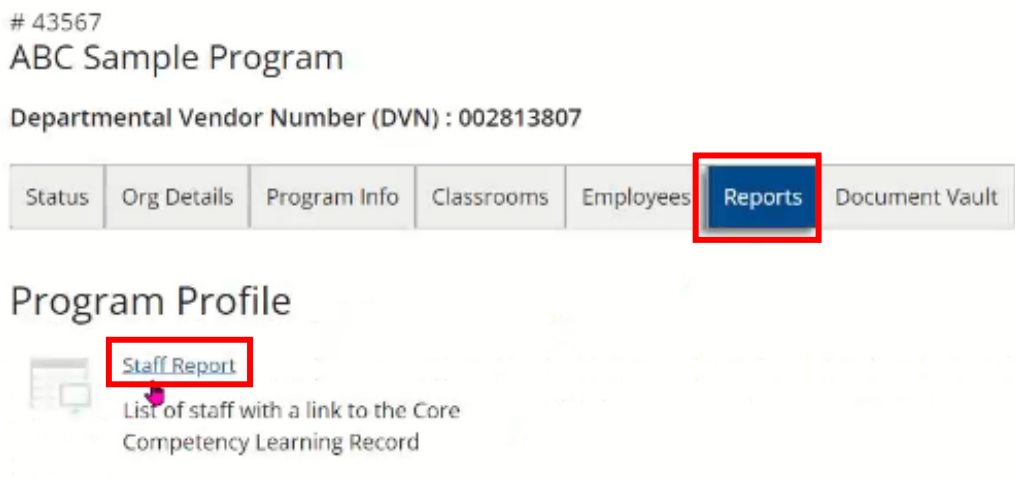 # 43567
ABC Sample Program
Departmental Vendor Number (DVN) : 002813807
Status Org Details Program Info Classrooms Employees Reports Document Vault
Program Profile
Staff Report
List of staff with a link to the Core
Competency Learning Record